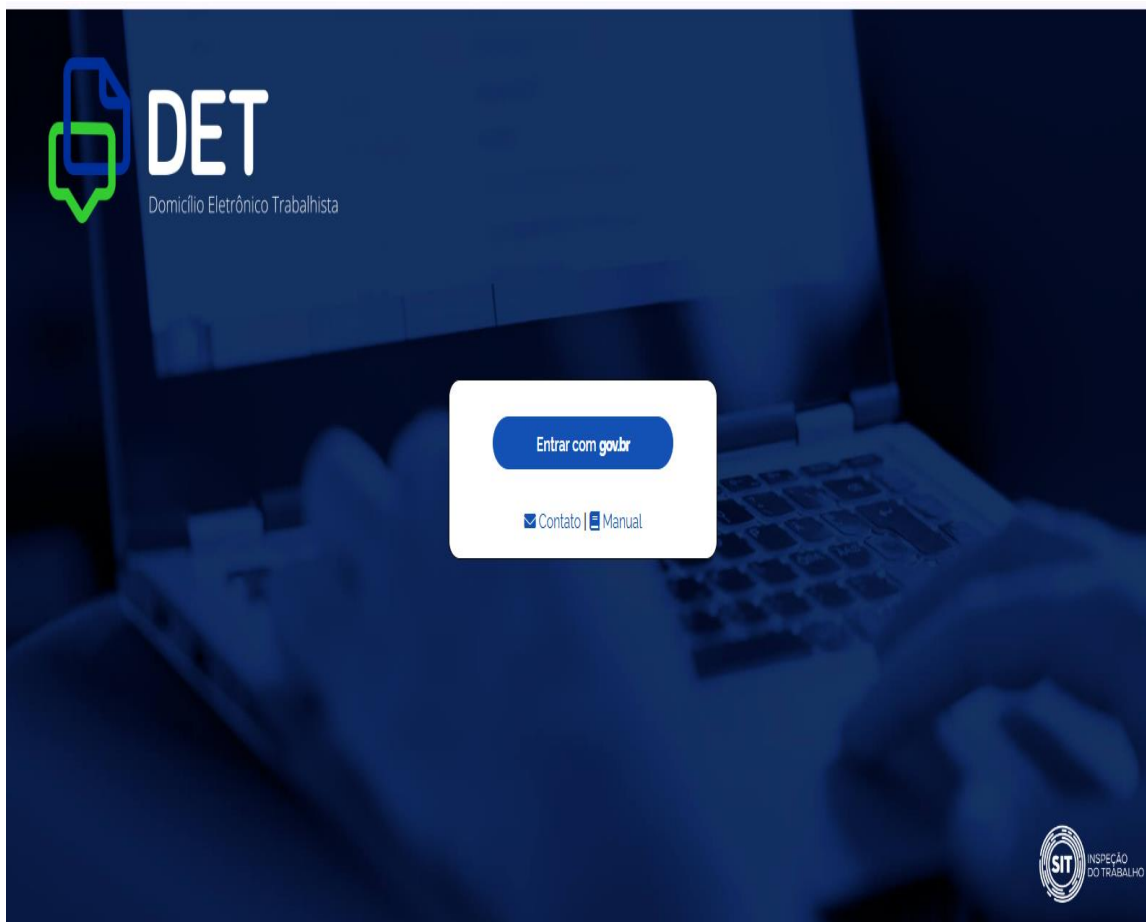 DET
Domicílio Eletrônico Trabalhista
Entrar com gov.br
Contato | Manual
SIT
INSPEÇÃO
DO TRABALHO